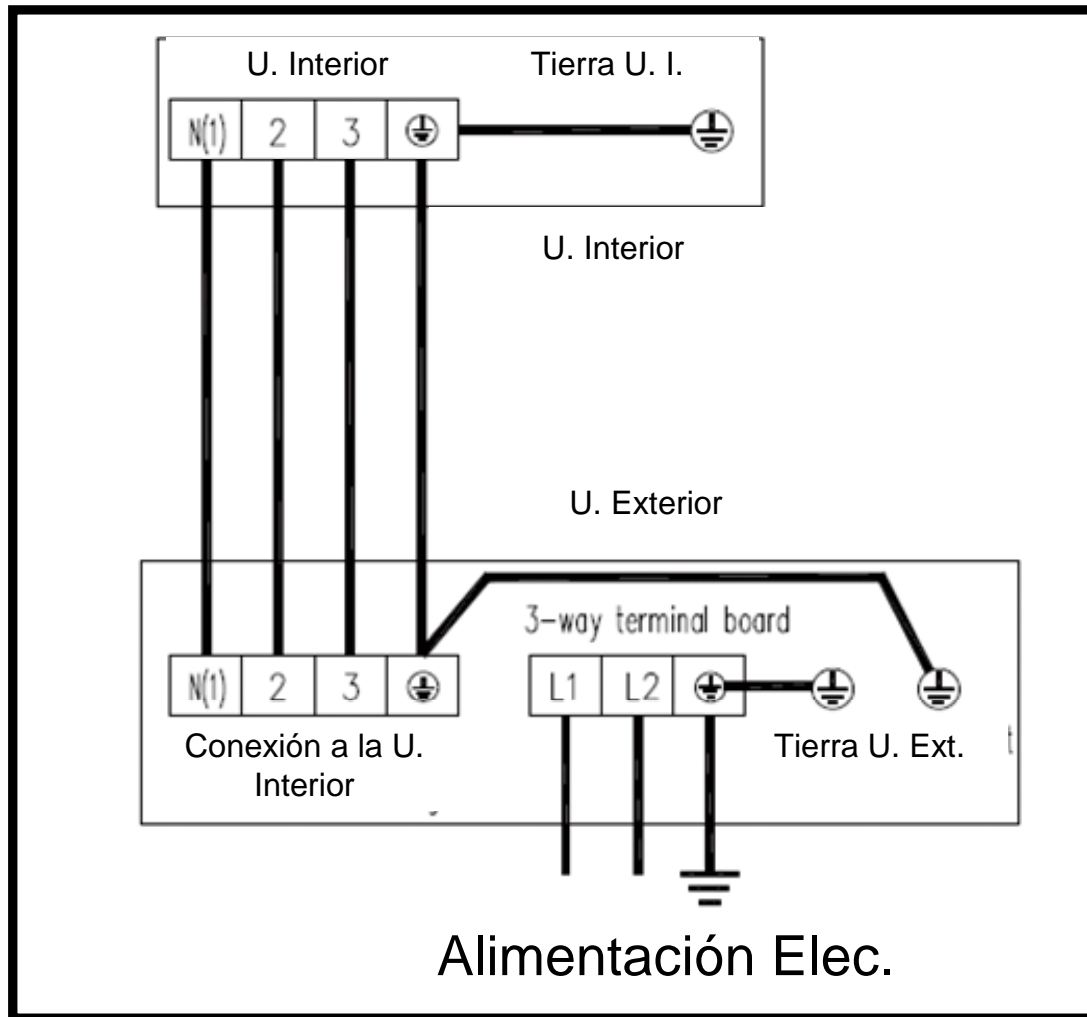 U. Interior Tierra U. I.
N(1) 2 3
U. Interior
U. Exterior
3-way terminal board
N(1) 2 3 L1 L2
Conexión a la U.
Interior
Tierra U. Ext.
Alimentación Elec.